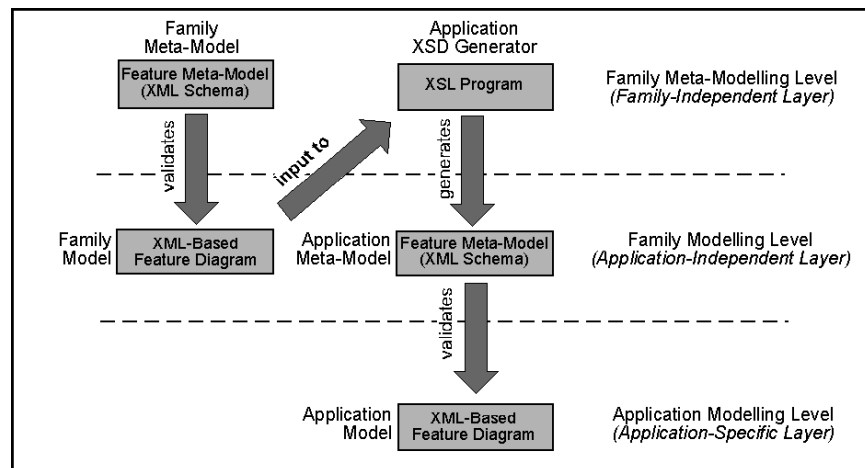 Family
Meta-Model
Application
XSD Generator
Feature Meta-Model
(XML Schema)
XSL Program
Family Meta-Modelling Level
(Family-Independent Layer)
validates
input to
generates
Family
Model
XML-Based
Feature Diagram
Application
Meta-Model
Feature Meta-Model
(XML Schema)
Family Modelling Level
(Application-Independent Layer)
validates
Application
Model
XML-Based
Feature Diagram
Application Modelling Level
(Application-Specific Layer)